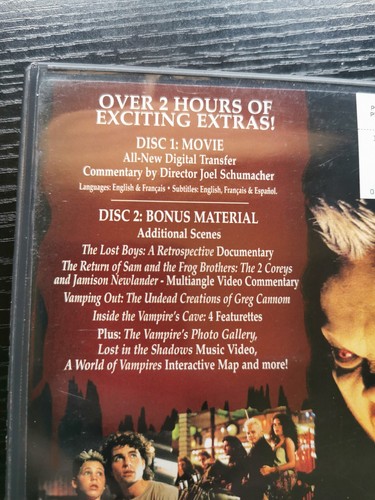 OVER 2 HOURS OF
EXCITING EXTRAS!
DISC 1: MOVIE
All-New Digital Transfer
Commentary by Director Joel Schumacher
Languages: English & Français • Subtitles: English, Français & Español.
DISC 2: BONUS MATERIAL
Additional Scenes
The Lost Boys: A Retrospective Documentary
The Return of Sam and the Frog Brothers: The 2 Coreys
and Jamison Newlander - Multiangle Video Commentary
Vamping Out: The Undead Creations of Greg Cannom
Inside the Vampire's Cave: 4 Featurettes
Plus: The Vampire's Photo Gallery,
Lost in the Shadows Music Video,
A World of Vampires Interactive Map and more!